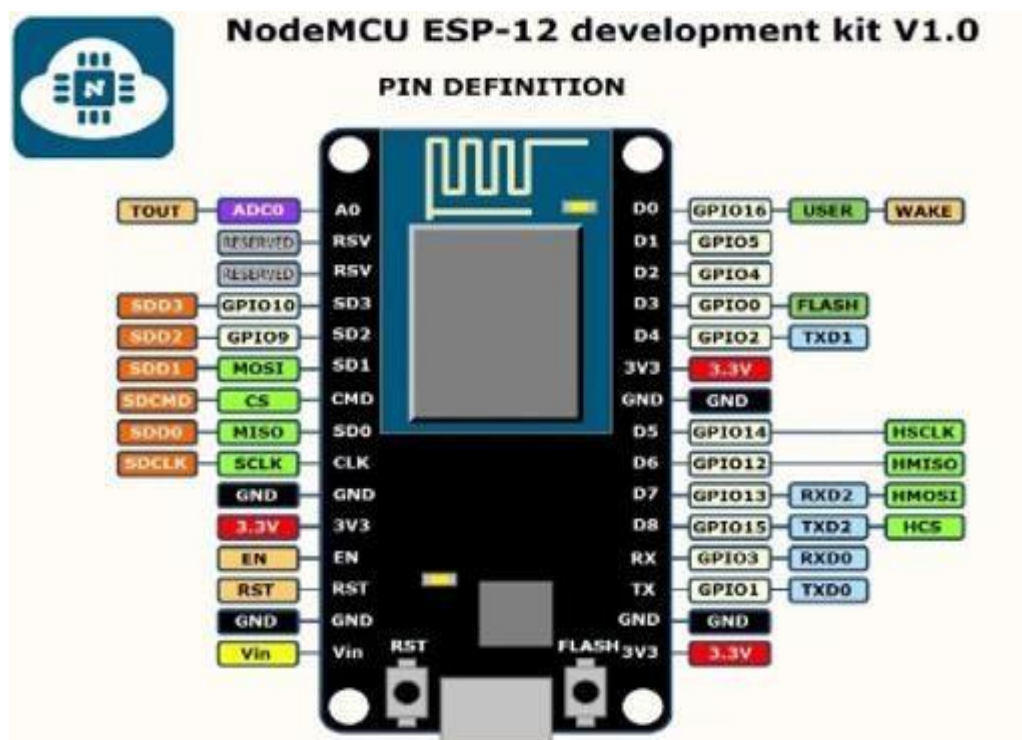 NodeMCU ESP-12 development kit V1.0
N
PIN DEFINITION
TOUT ADC0 A0 D0 GPIO16 USER WAKE
RESERVED RSV D1 GPIO5
RESERVED RSV D2 GPIO4
SDD3 GPIO10 SD3 D3 GPIO0 FLASH
SDD2 GPIO9 SD2 D4 GPIO2 TXD1
SDD1 MOSI SD1 3V3 3.3V
SDCMD CS CMD GND GND
SDD0 MISO SD0 D5 GPIO14 HSCLK
SDCLK SCLK CLK D6 GPIO12 HMISO
GND GND D7 GPIO13 RXD2 HMOSI
3.3V 3V3 D8 GPIO15 TXD2 HCS
EN EN RX GPIO3 RXD0
RST RST TX GPIO1 TXD0
GND GND GND GND
Vin Vin RST FLASH 3V3 3.3V